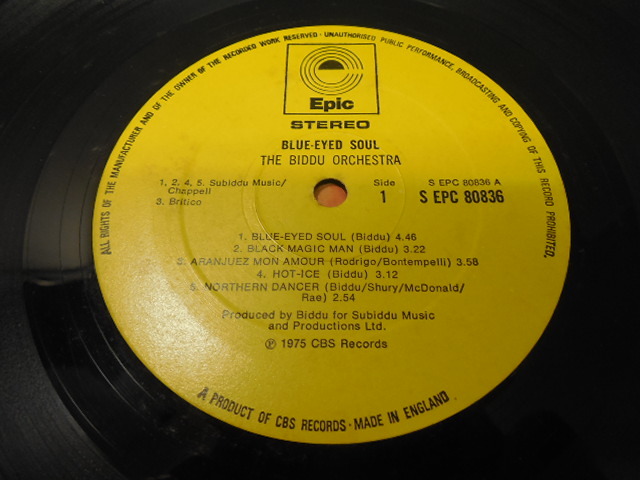 ALL RIGHTS OF THE MANUFACTURER AND OF THE OWNER OF THE RECORDED WORK RESERVED · UNAUTHORISED PUBLIC PERFORMANCE, BROADCASTING AND COPYING OF THIS RECORD PROHIBITED.
Epic
STEREO
BLUE-EYED SOUL
THE BIDDU ORCHESTRA
1, 2, 4, 5. Subiddu Music/
Chappell
3. Britico
Side
1
S EPC 80836 A
S EPC 80836
1. BLUE-EYED SOUL (Biddu) 4.46
2. BLACK MAGIC MAN (Biddu) 3.22
3. ARANJUEZ MON AMOUR (Rodrigo/Bontempelli) 3.58
4. HOT-ICE (Biddu) 3.12
5. NORTHERN DANCER (Biddu/Shury/McDonald/
Rae) 2.54
Produced by Biddu for Subiddu Music
and Productions Ltd.
℗ 1975 CBS Records
A PRODUCT OF CBS RECORDS · MADE IN ENGLAND